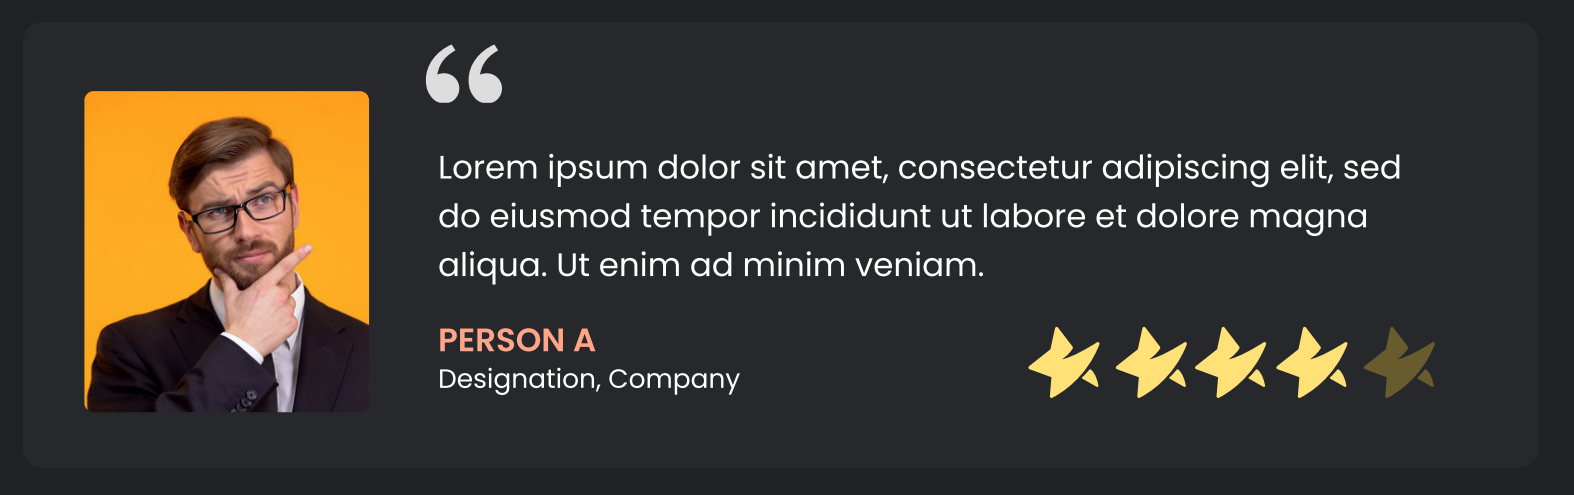 “
Lorem ipsum dolor sit amet, consectetur adipiscing elit, sed
do eiusmod tempor incididunt ut labore et dolore magna
aliqua. Ut enim ad minim veniam.
PERSON A
Designation, Company